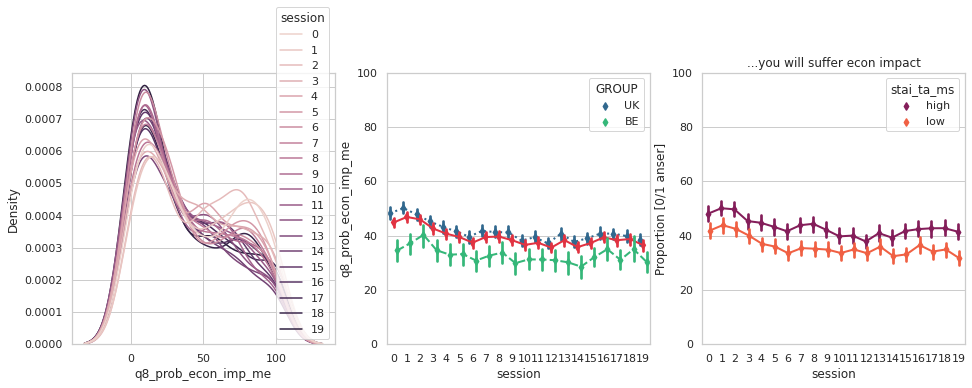 session
0
1
2
3
4
5
6
7
8
9
10
11
12
13
14
15
16
17
18
19
0.0008
0.0007
0.0006
0.0005
0.0004
0.0003
0.0002
0.0001
0.0000
Density
0 50 100
q8_prob_econ_imp_me
GROUP
UK
BE
100
80
60
40
20
0
q8_prob_econ_imp_me
0 1 2 3 4 5 6 7 8 9 10 11 12 13 14 15 16 17 18 19
session
...you will suffer econ impact
stai_ta_ms
high
low
100
80
60
40
20
0
Proportion [0/1 anser]
0 1 2 3 4 5 6 7 8 9 10 11 12 13 14 15 16 17 18 19
session